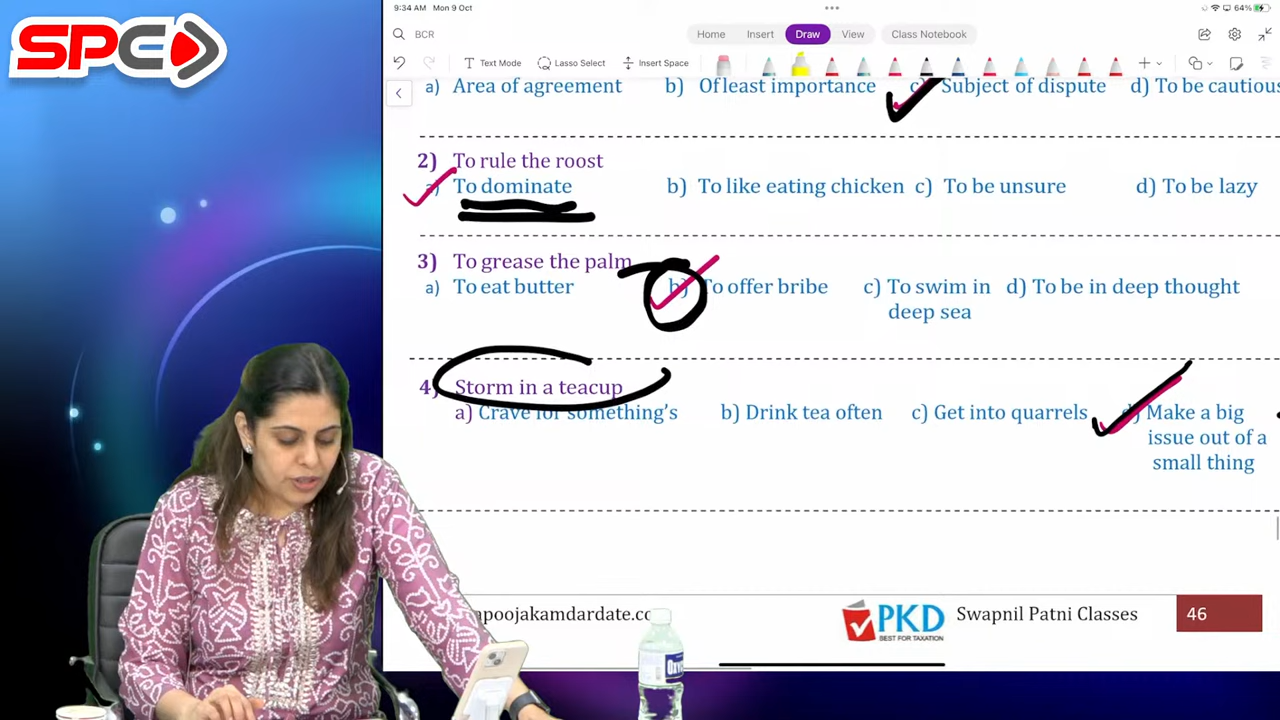 SPC
9:34 AM Mon 9 Oct
64%
BCR
Home Insert Draw View Class Notebook
Text Mode Lasso Select Insert Space
a) Area of agreement b) Of least importance c) Subject of dispute d) To be cautious
2) To rule the roost
a) To dominate b) To like eating chicken c) To be unsure d) To be lazy
3) To grease the palm
a) To eat butter b) To offer bribe c) To swim in d) To be in deep thought
deep sea
4) Storm in a teacup
a) Crave for something's b) Drink tea often c) Get into quarrels d) Make a big
issue out of a
small thing
apoojakamdardate.co
PKD
BEST FOR TAXATION
Swapnil Patni Classes
46